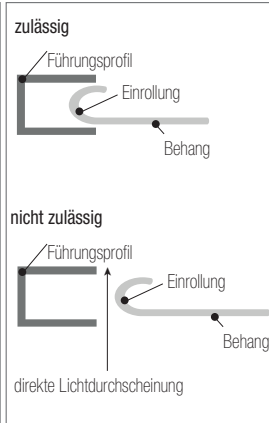 zulässig
Führungsprofil
Einrollung
Behang
nicht zulässig
Führungsprofil
Einrollung
Behang
direkte Lichtdurchscheinung